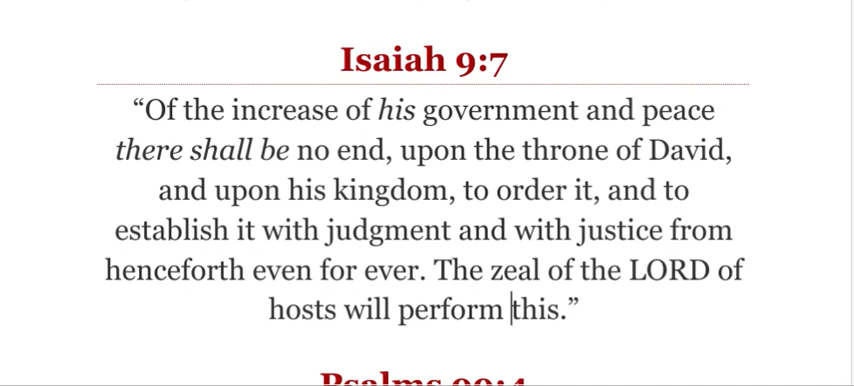 Isaiah 9:7
“Of the increase of his government and peace
there shall be no end, upon the throne of David,
and upon his kingdom, to order it, and to
establish it with judgment and with justice from
henceforth even for ever. The zeal of the LORD of
hosts will perform this.”